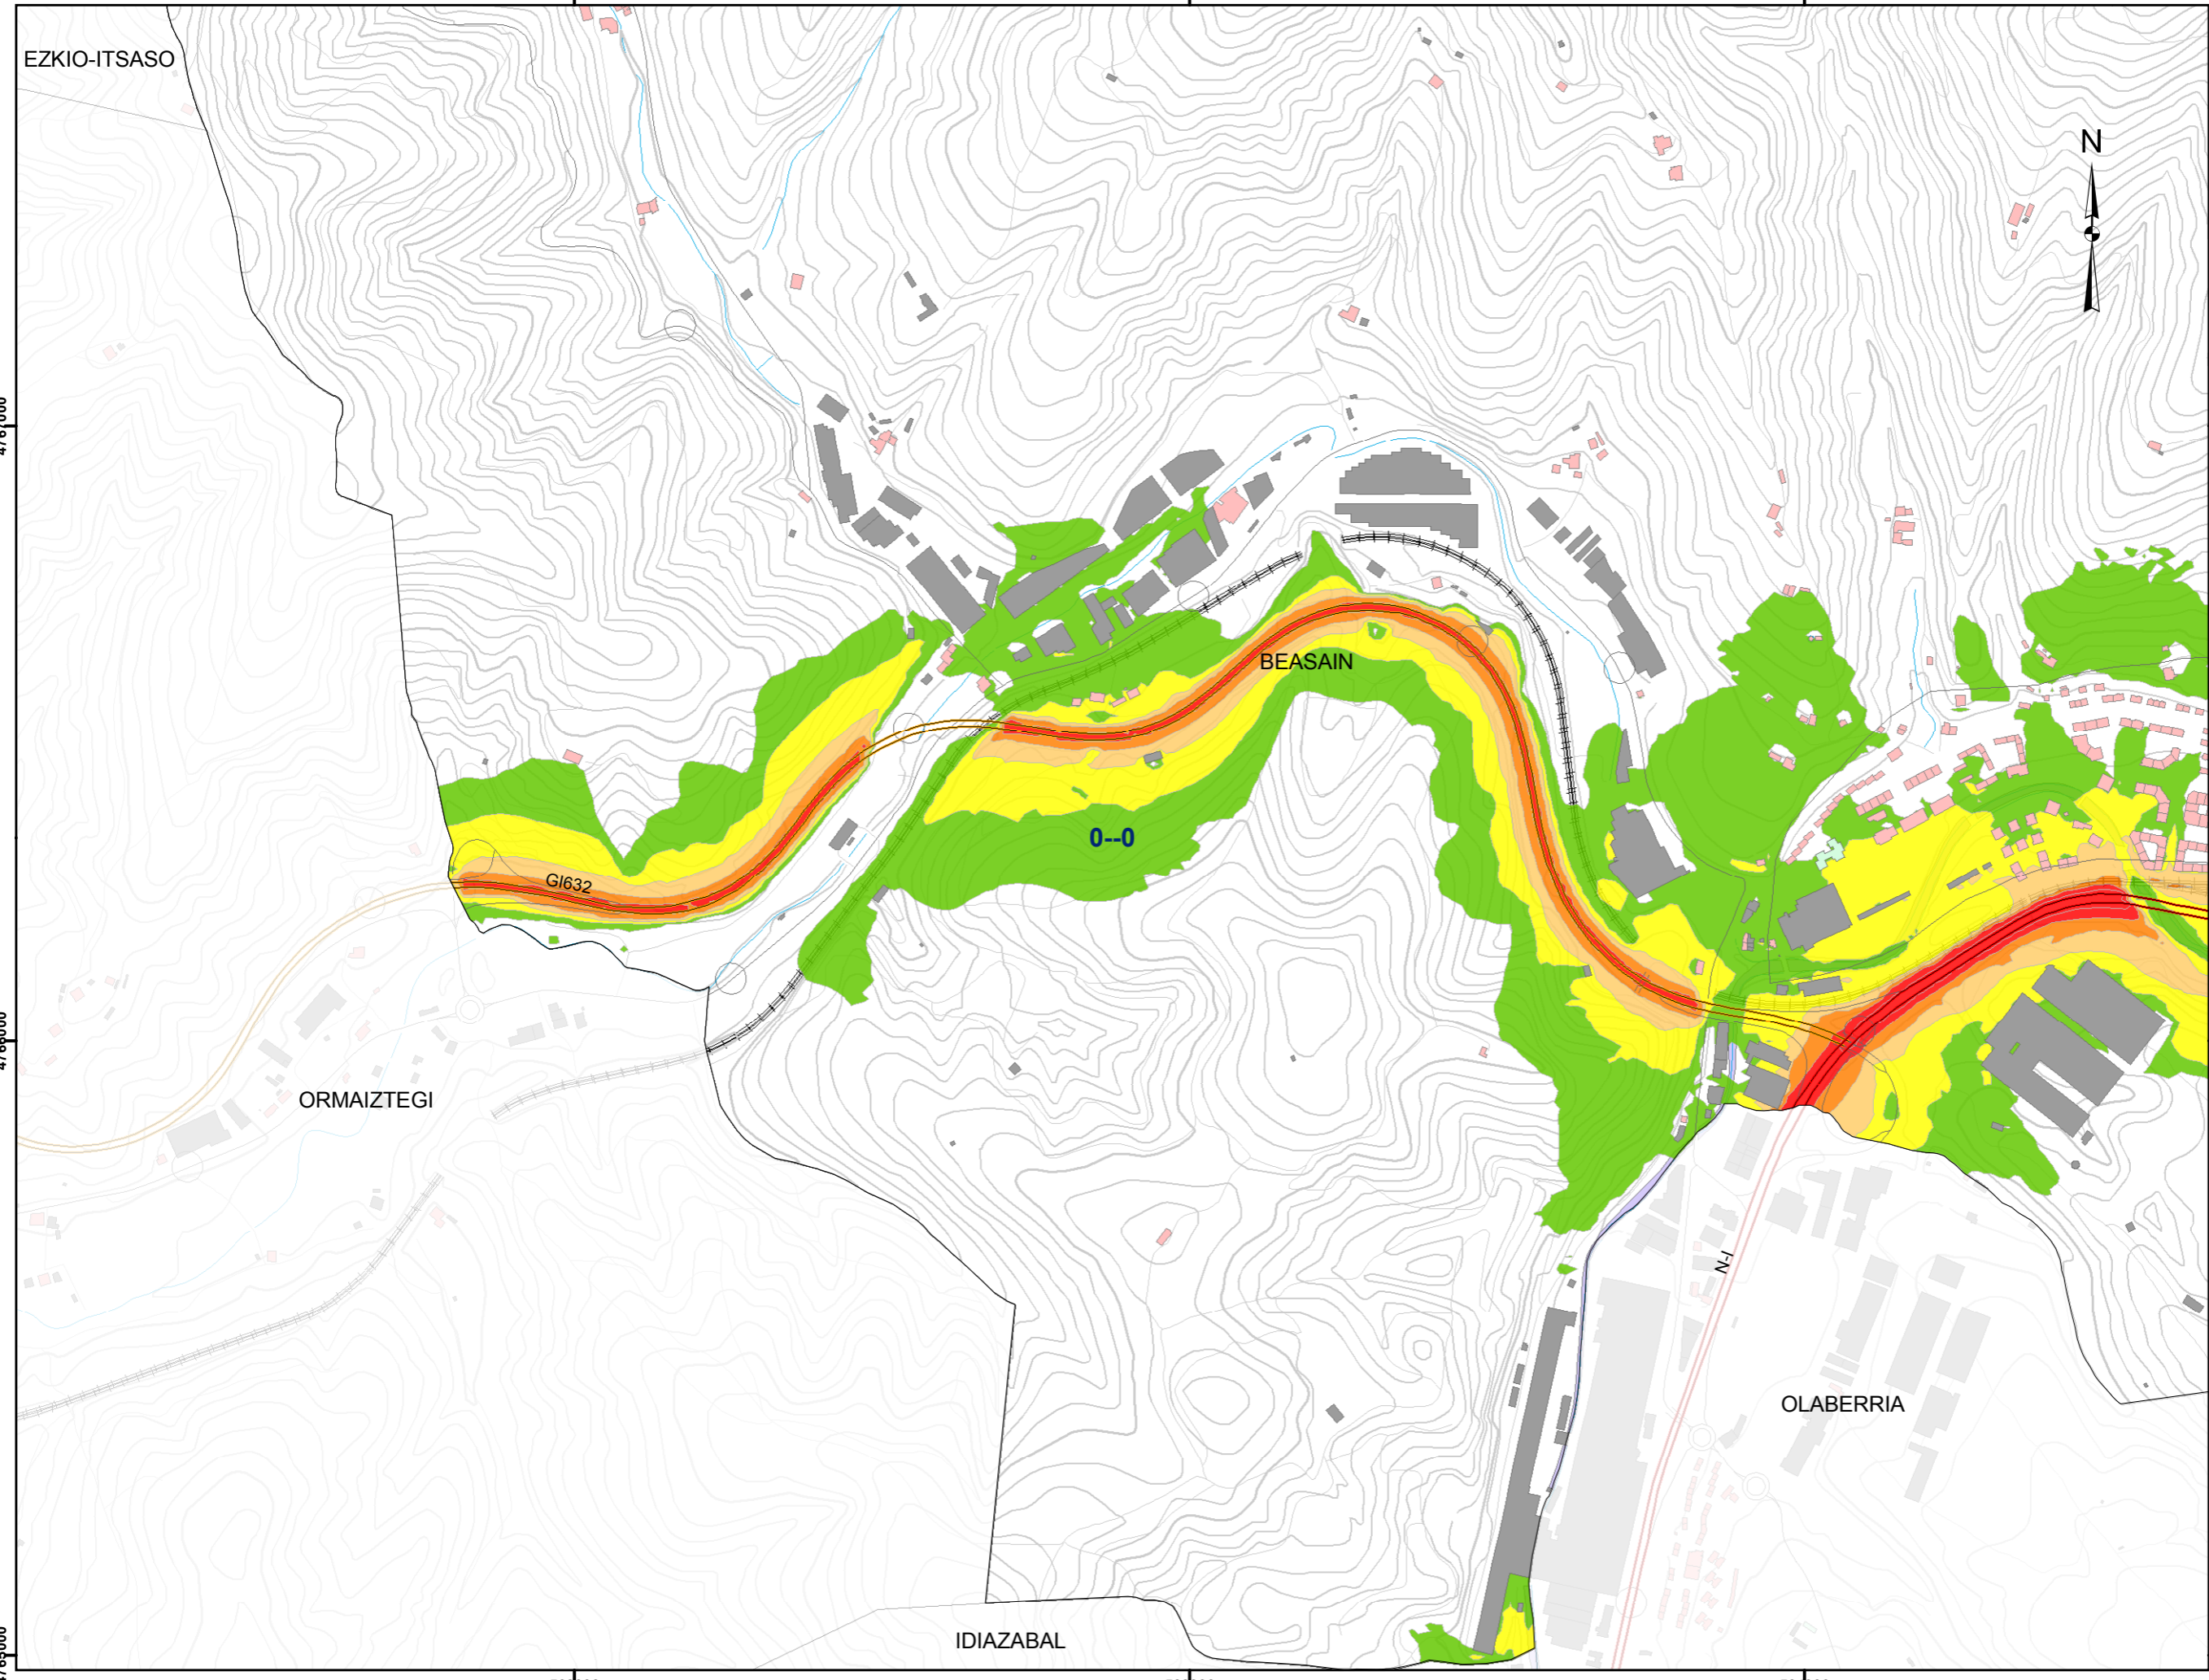 EZKIO-ITSASO
N
BEASAIN
0--0
GI632
ORMAIZTEGI
N-I
OLABERRIA
IDIAZABAL